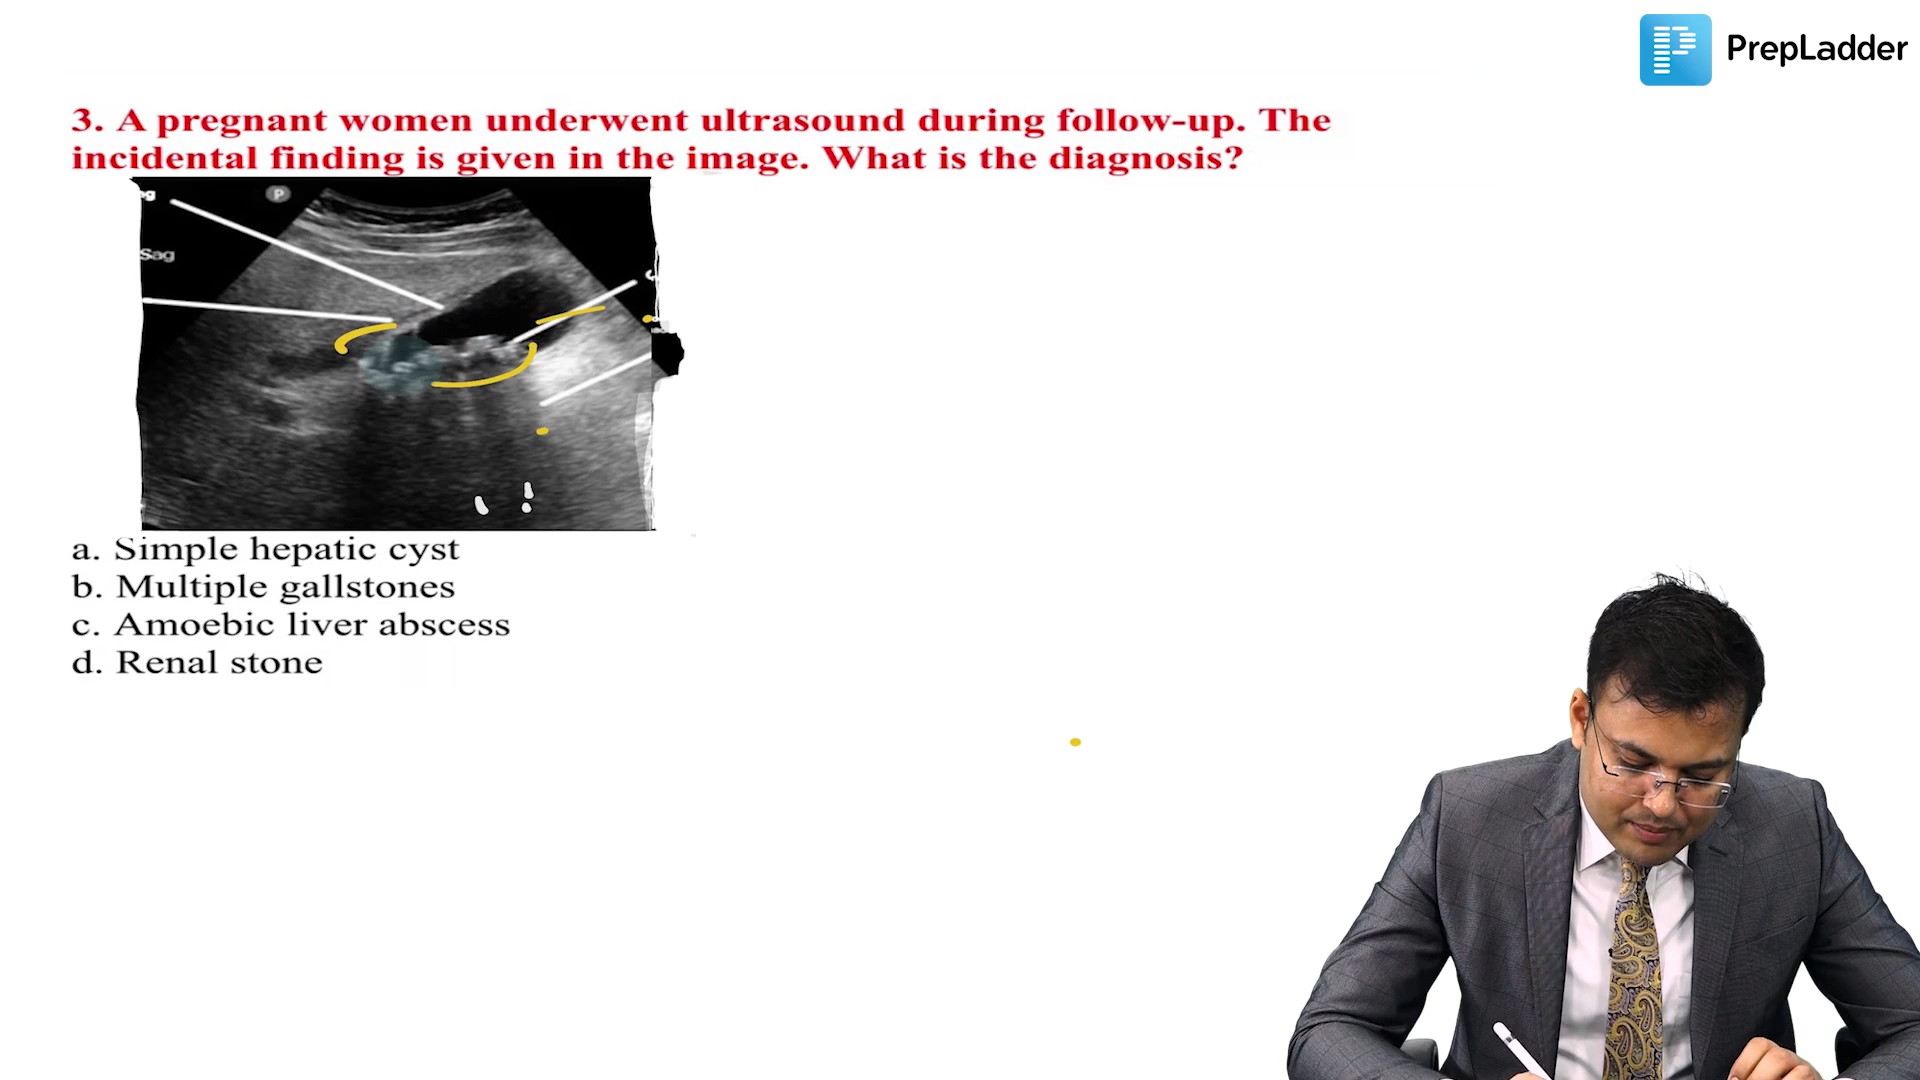 PrepLadder
3. A pregnant women underwent ultrasound during follow-up. The
incidental finding is given in the image. What is the diagnosis?
P
Sag
a. Simple hepatic cyst
b. Multiple gallstones
c. Amoebic liver abscess
d. Renal stone